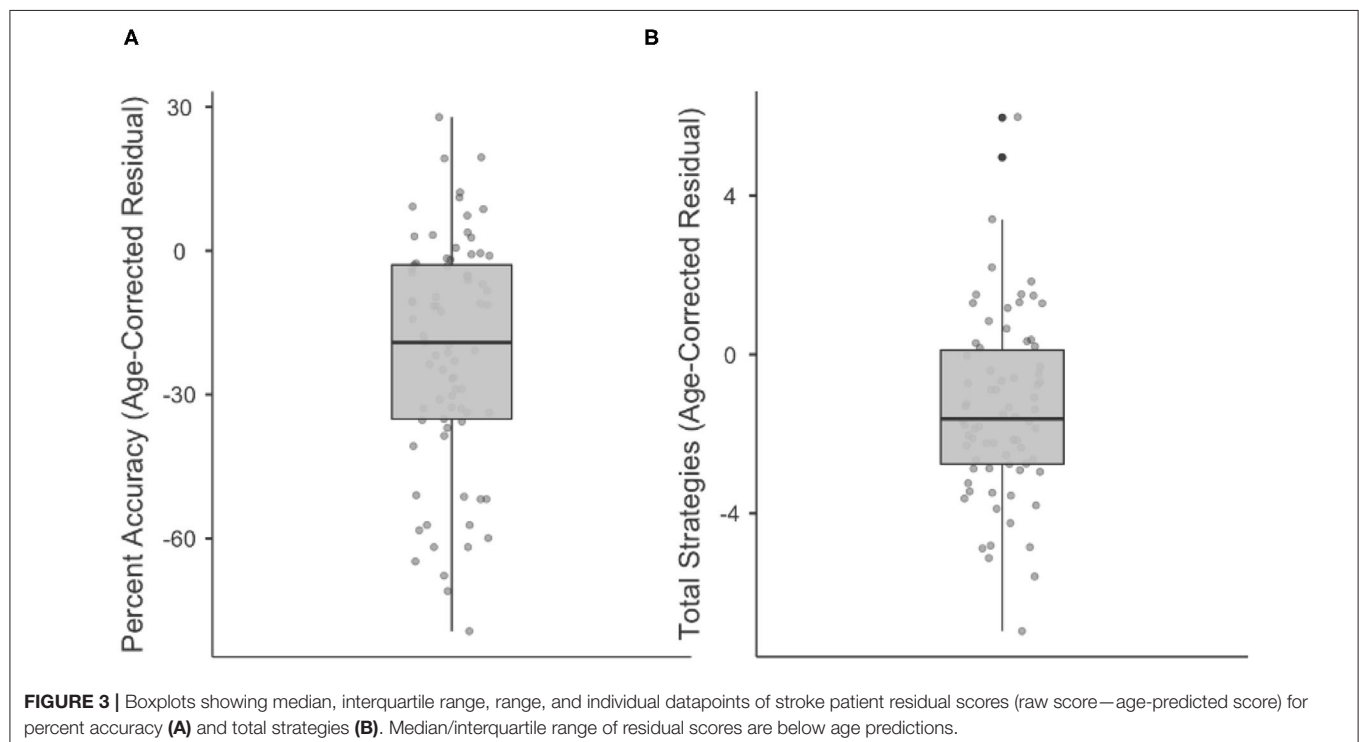 A
B
Percent Accuracy (Age-Corrected Residual)
30
0
-30
-60
Total Strategies (Age-Corrected Residual)
4
0
-4
FIGURE 3 | Boxplots showing median, interquartile range, range, and individual datapoints of stroke patient residual scores (raw score—age-predicted score) for
percent accuracy (A) and total strategies (B). Median/interquartile range of residual scores are below age predictions.